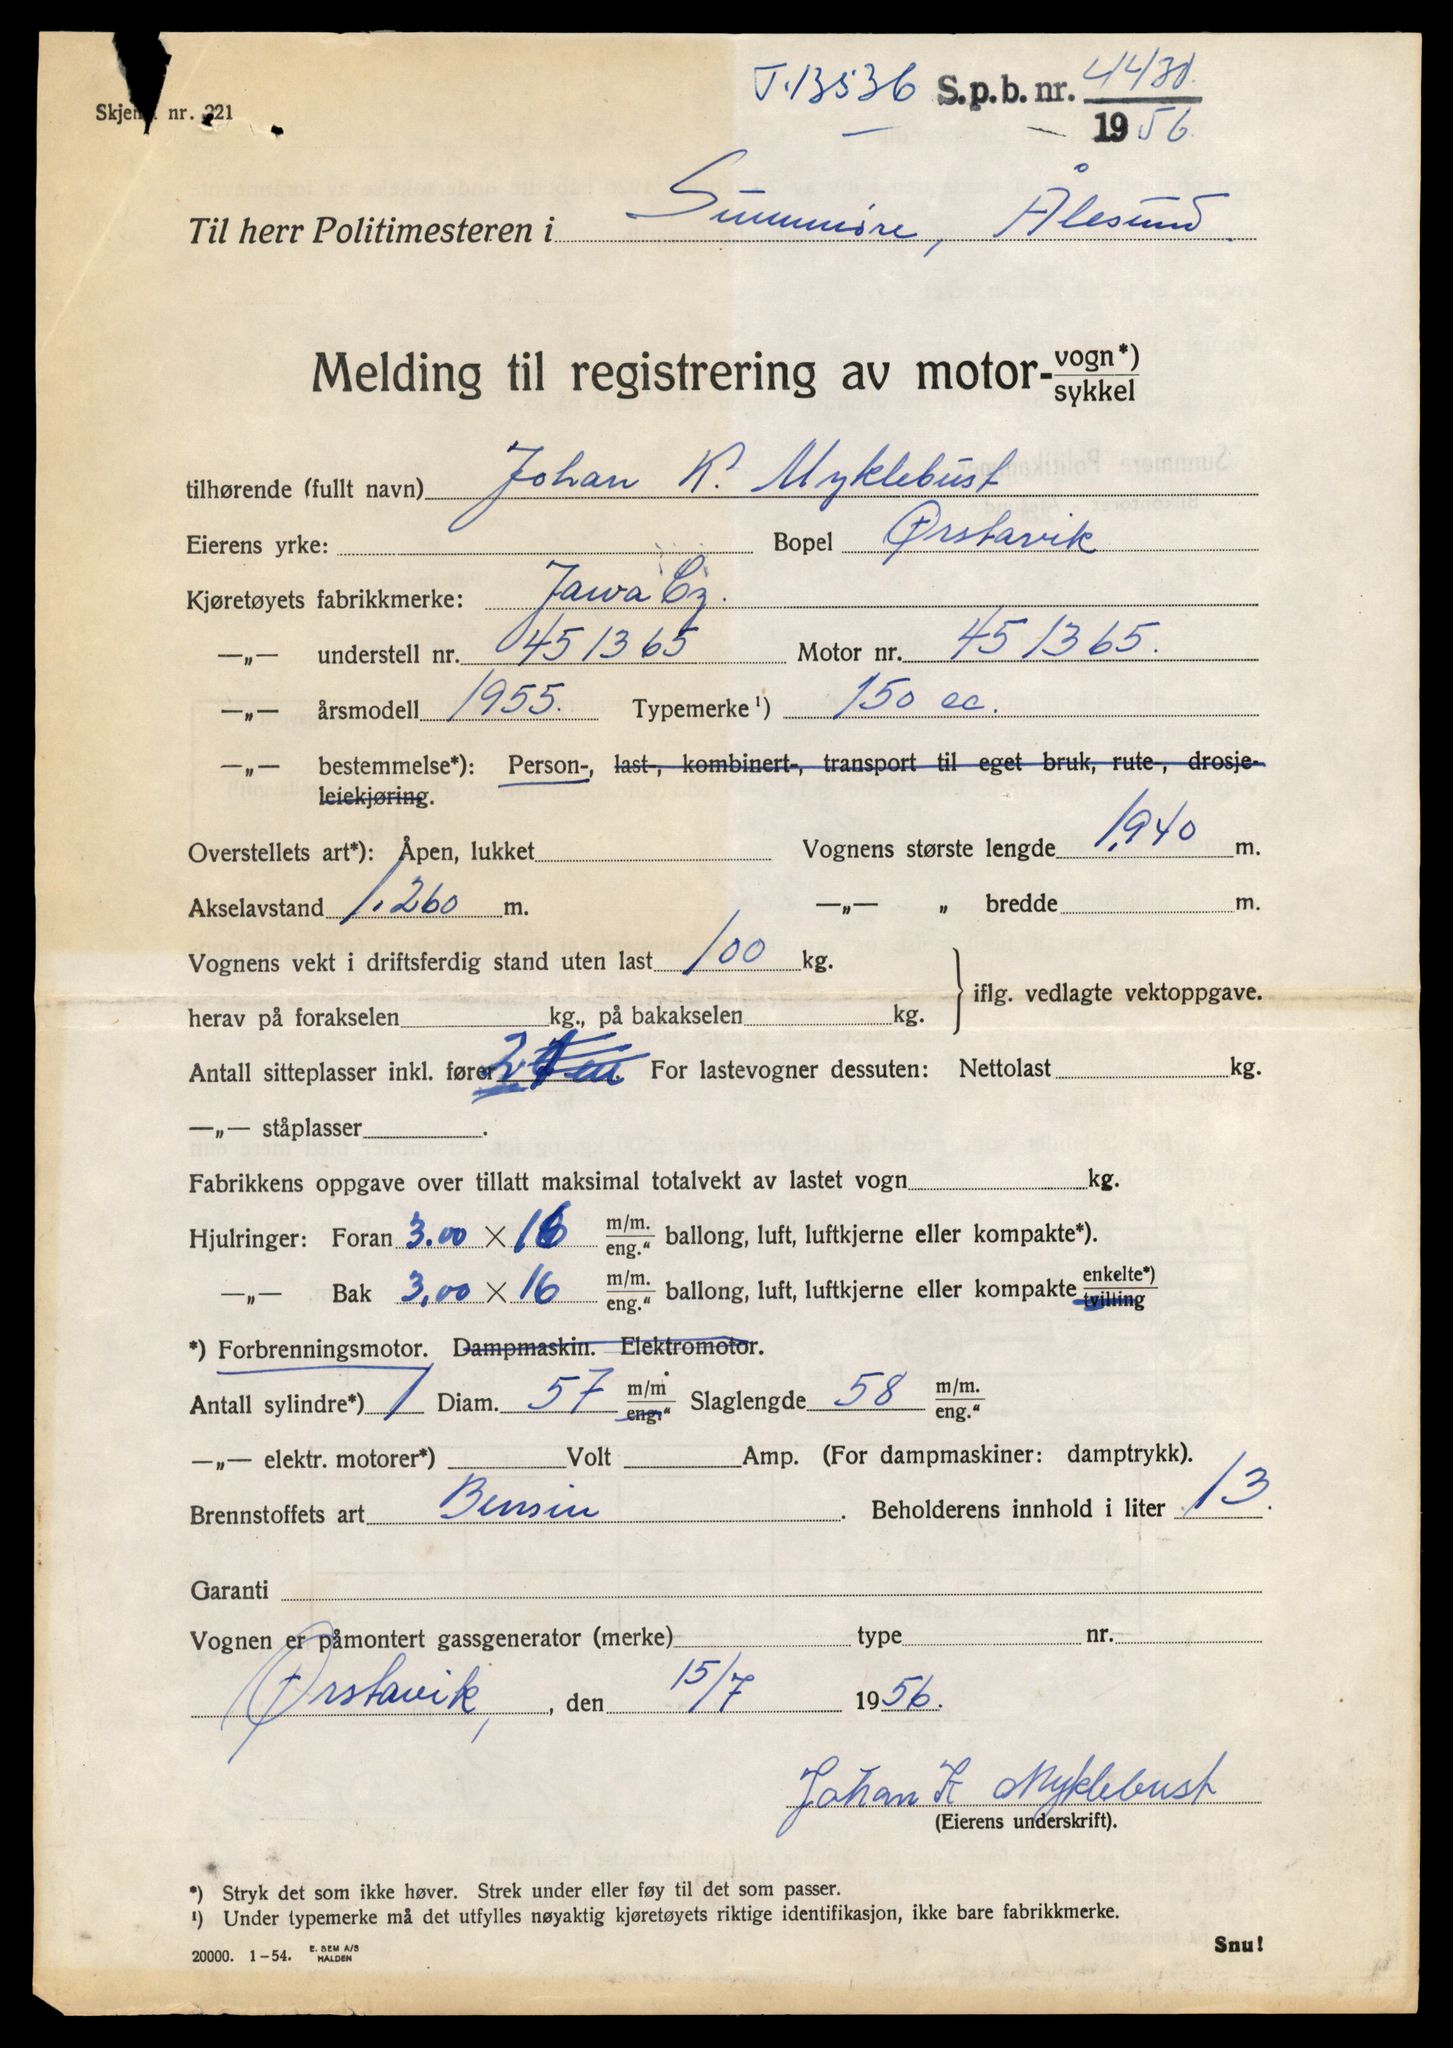 T.13536 S.p.b. nr. 4430
Skjema nr. 221
1956.
Til herr Politimesteren i Sunnmøre, Ålesund.
Melding til registrering av motor- vogn*)
sykkel
tilhørende (fullt navn) Johan K. Myklebust
Eierens yrke: Bopel Ørstavik
Kjøretøyets fabrikkmerke: Jawa Cz.
—„— understell nr. 451365 Motor nr. 451365.
—„— årsmodell 1955. Typemerke¹) 150 cc.
—„— bestemmelse*): Person-, last-, kombinert-, transport til eget bruk, rute-, drosje-
leiekjøring.
Overstellets art*): Åpen, lukket Vognens største lengde 1,940 m.
Akselavstand 1.260 m. —„— „ bredde m.
Vognens vekt i driftsferdig stand uten last 100 kg.
iflg. vedlagte vektoppgave.
herav på forakselen kg., på bakakselen kg.
Antall sitteplasser inkl. fører 2 For lastevogner dessuten: Nettolast kg.
—„— ståplasser .
Fabrikkens oppgave over tillatt maksimal totalvekt av lastet vogn kg.
Hjulringer: Foran 3.00 × 16 m/m. eng.“ ballong, luft, luftkjerne eller kompakte*).
—„— Bak 3,00 × 16 m/m. eng.“ ballong, luft, luftkjerne eller kompakte enkelte*) tvilling
*) Forbrenningsmotor. Dampmaskin. Elektromotor.
Antall sylindre*) 1 Diam. 57 m/m eng.“ Slaglengde 58 m/m. eng.“
—„— elektr. motorer*) Volt Amp. (For dampmaskiner: damptrykk).
Brennstoffets art Bensin . Beholderens innhold i liter 13.
Garanti
Vognen er påmontert gassgenerator (merke) type nr.
Ørstavik, , den 15/7 1956.
Johan K Myklebust
(Eierens underskrift).
*) Stryk det som ikke høver. Strek under eller føy til det som passer.
¹) Under typemerke må det utfylles nøyaktig kjøretøyets riktige identifikasjon, ikke bare fabrikkmerke.
20000. 1-54. E. SEM A/S
HALDEN
Snu!